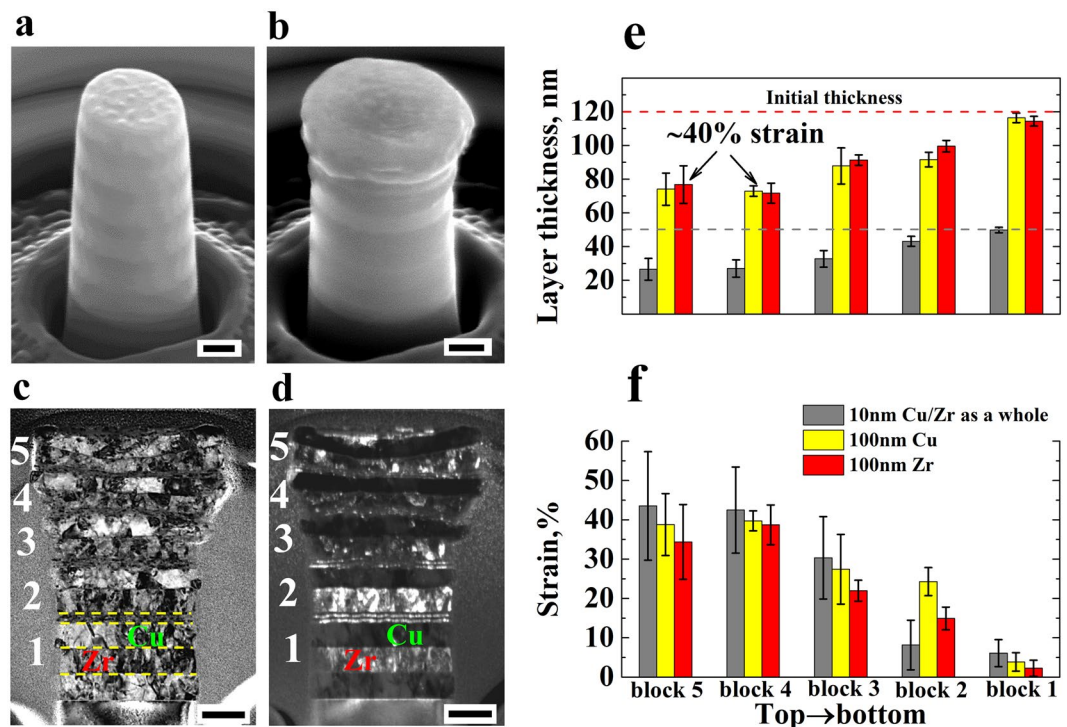 a
b
c
5
4
3
2
1
Cu
Zr
d
5
4
3
2
1
Cu
Zr
e
Layer thickness, nm
120
100
80
60
40
20
Initial thickness
~40% strain
f
10nm Cu/Zr as a whole
100nm Cu
100nm Zr
Strain,%
60
50
40
30
20
10
0
block 5 block 4 block 3 block 2 block 1
Top→bottom